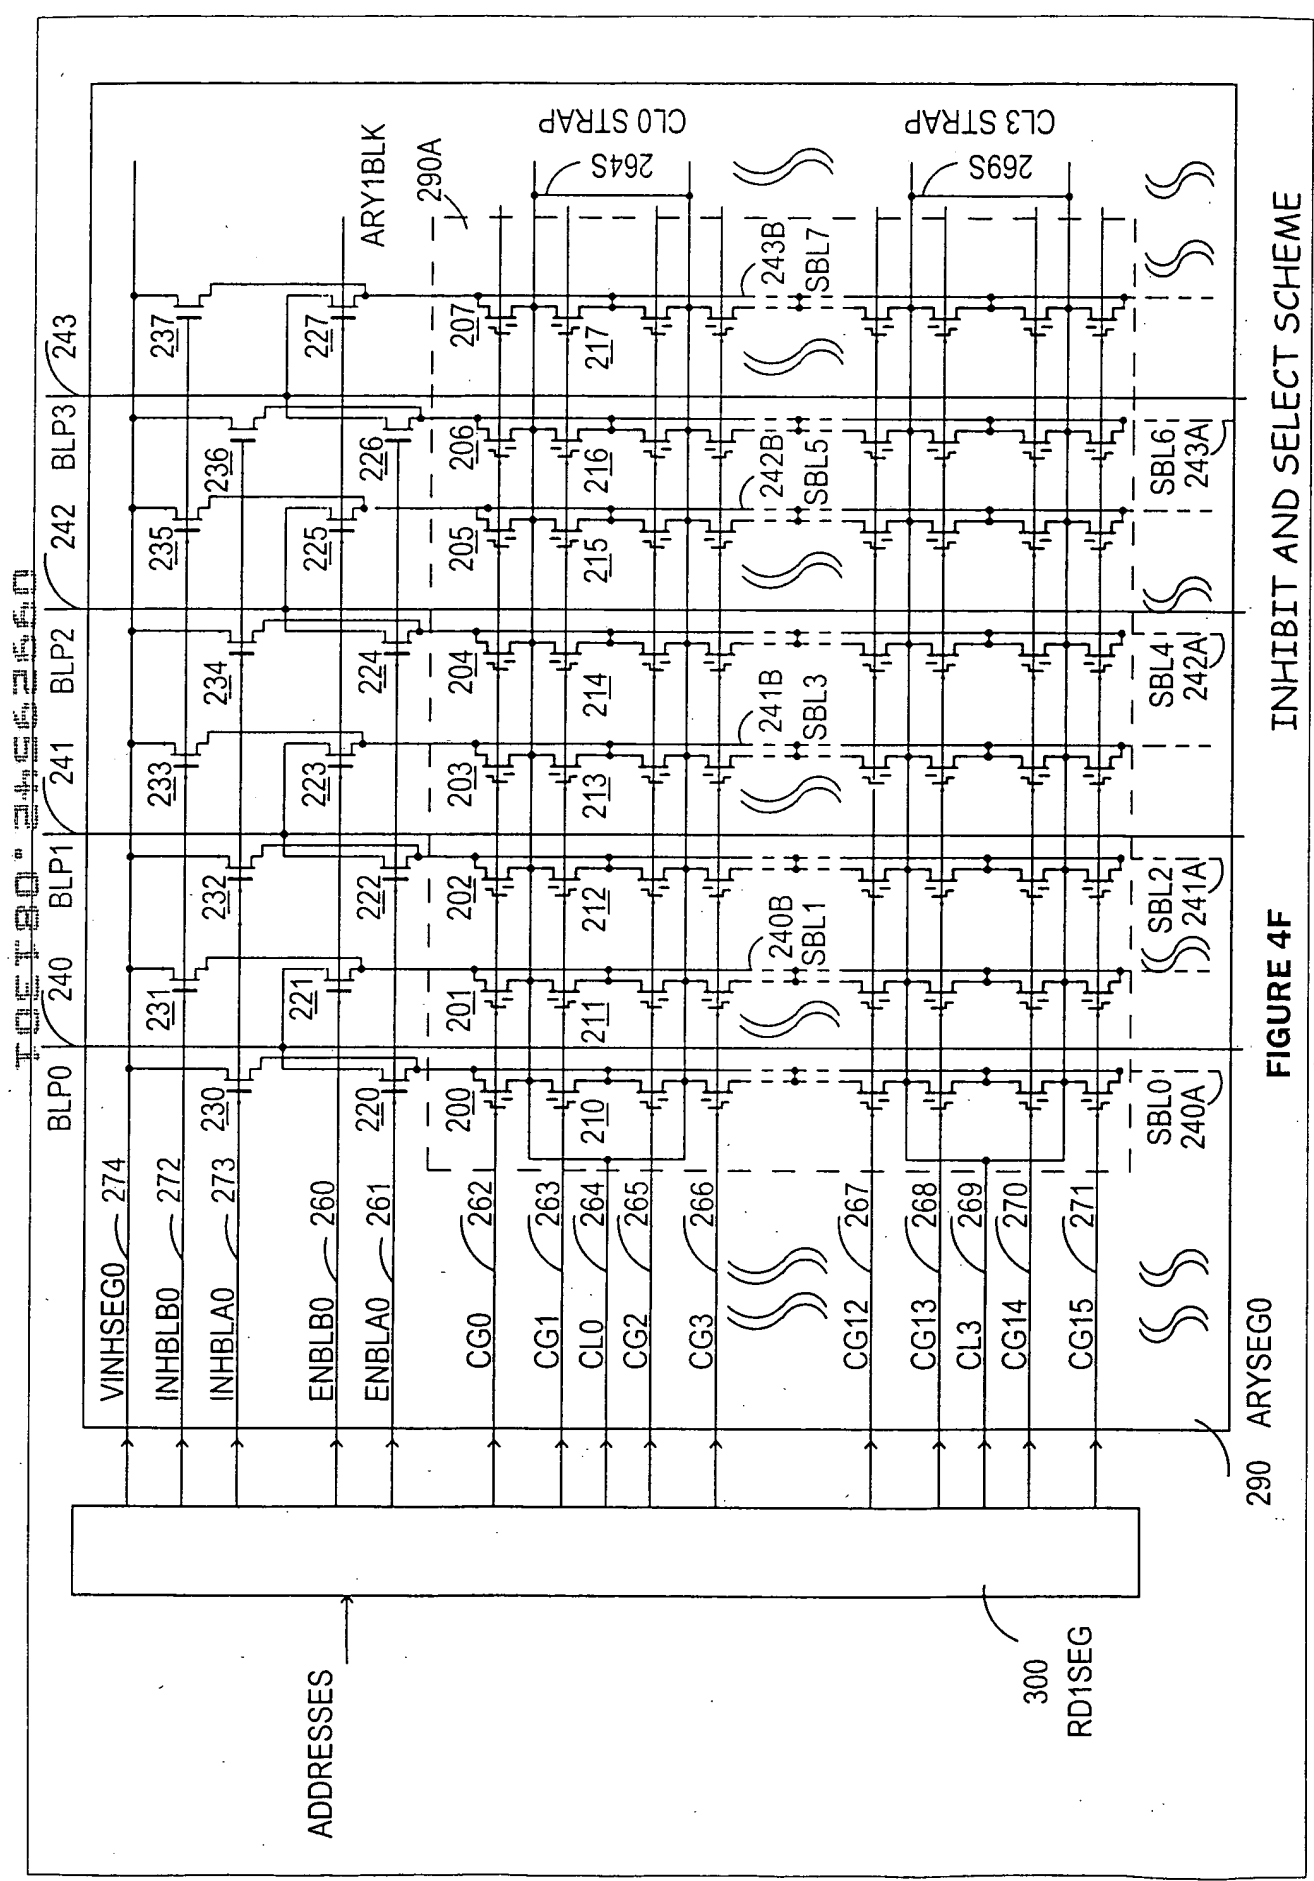 BLP0 240 BLP1 241 BLP2 242 BLP3 243
VINHSEG0 274
INHBLB0 272
INHBLA0 273
231 233 235 237
230 232 234 236
ENBLB0 260
ENBLA0 261
221 223 225 227
220 222 224 226
ARY1BLK
290A
CG0 262
200 201 202 203 204 205 206 207
CG1 263
CL0 264
CG2 265
CG3 266
210 211 212 213 214 215 216 217
264S
CL0 STRAP
240B
SBL1
241B
SBL3
242B
SBL5
243B
SBL7
CG12 267
CG13 268
CL3 269
CG14 270
CG15 271
269S
CL3 STRAP
SBL0
240A
SBL2
241A
SBL4
242A
SBL6
243A
290 ARYSEG0
ADDRESSES
300
RD1SEG
FIGURE 4F
INHIBIT AND SELECT SCHEME